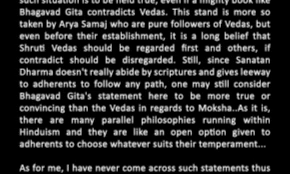 such situation is to be held true, even if a mighty book like
Bhagavad Gita contradicts Vedas. This stand is more so
taken by Arya Samaj who are pure followers of Vedas, but
even before their establishment, it is a long belief that
Shruti Vedas should be regarded first and others, if
contradict should be disregarded. Still, since Sanatan
Dharma doesn't really abide by scriptures and gives leeway
to adherents to follow any path, one may still consider
Bhagavad Gita's statement here to be more true or
convincing than the Vedas in regards to Moksha..As it is,
there are many parallel philosophies running within
Hinduism and they are like an open option given to
adherents to choose whatever suits their temperament...
As for me, I have never come across such statements thus